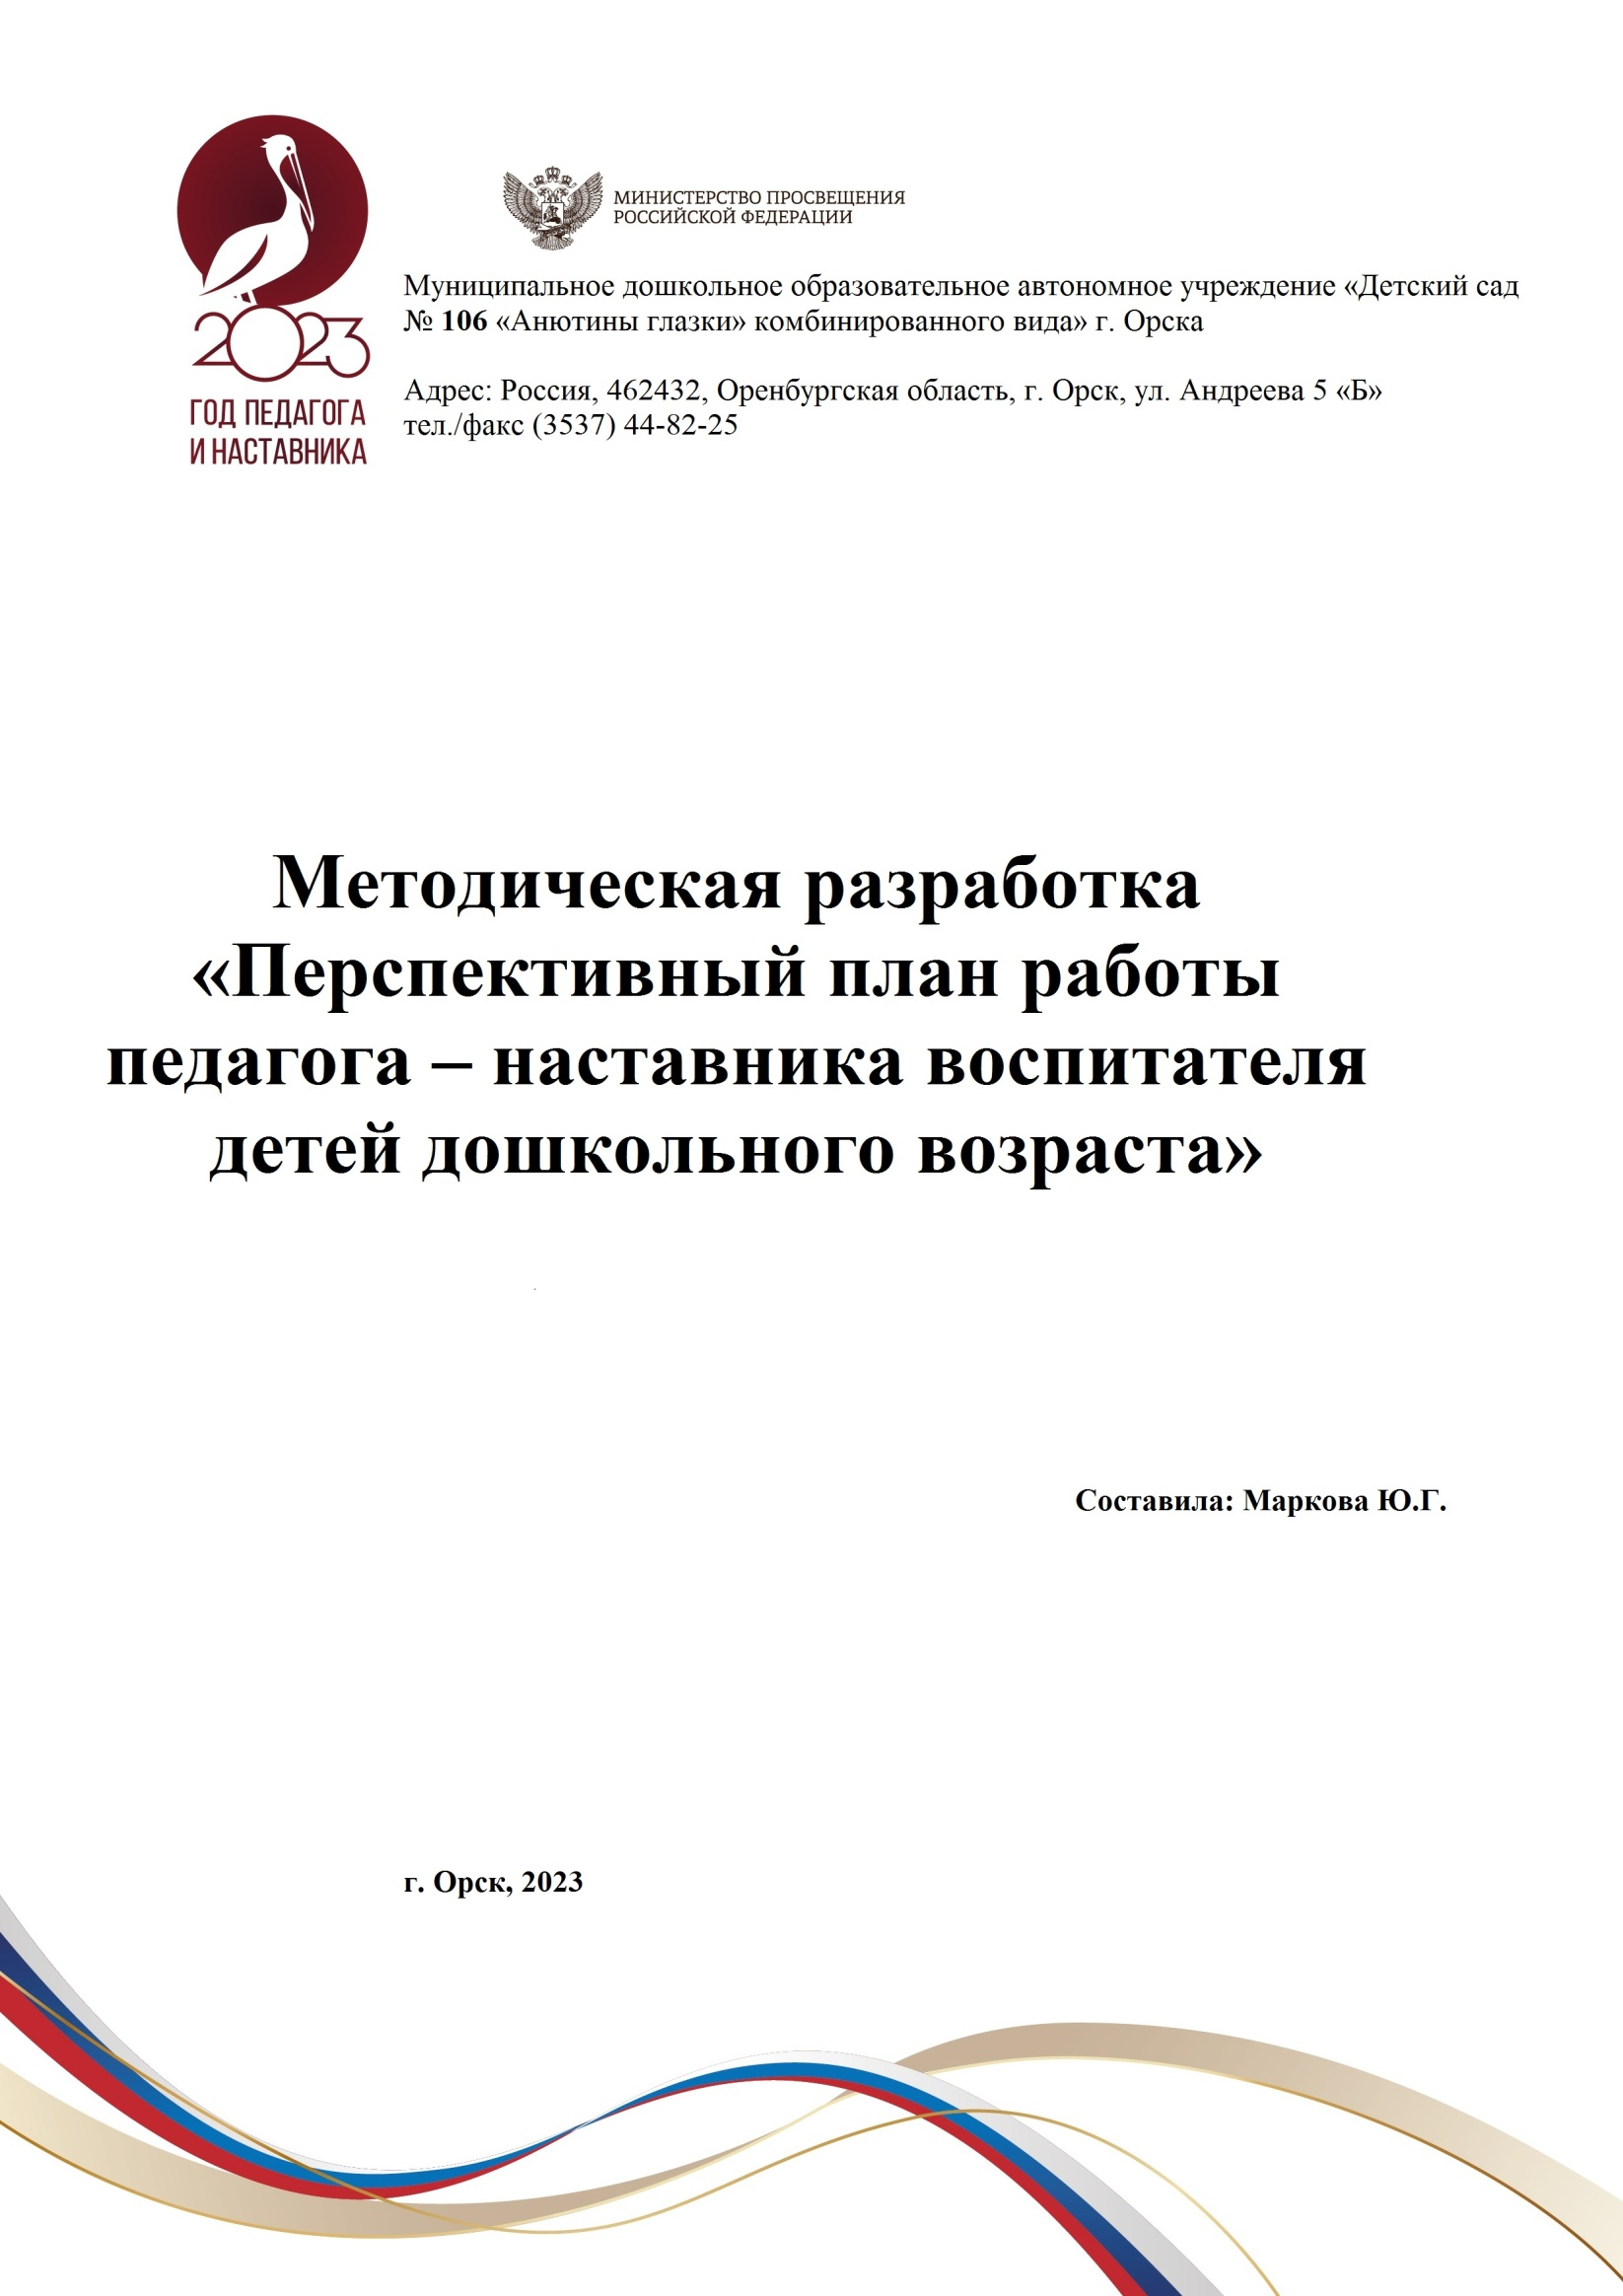 2023
ГОД ПЕДАГОГА
И НАСТАВНИКА
МИНИСТЕРСТВО ПРОСВЕЩЕНИЯ
РОССИЙСКОЙ ФЕДЕРАЦИИ
Муниципальное дошкольное образовательное автономное учреждение «Детский сад
№ 106 «Анютины глазки» комбинированного вида» г. Орска
Адрес: Россия, 462432, Оренбургская область, г. Орск, ул. Андреева 5 «Б»
тел./факс (3537) 44-82-25
Методическая разработка
«Перспективный план работы
педагога – наставника воспитателя
детей дошкольного возраста»
Составила: Маркова Ю.Г.
г. Орск, 2023